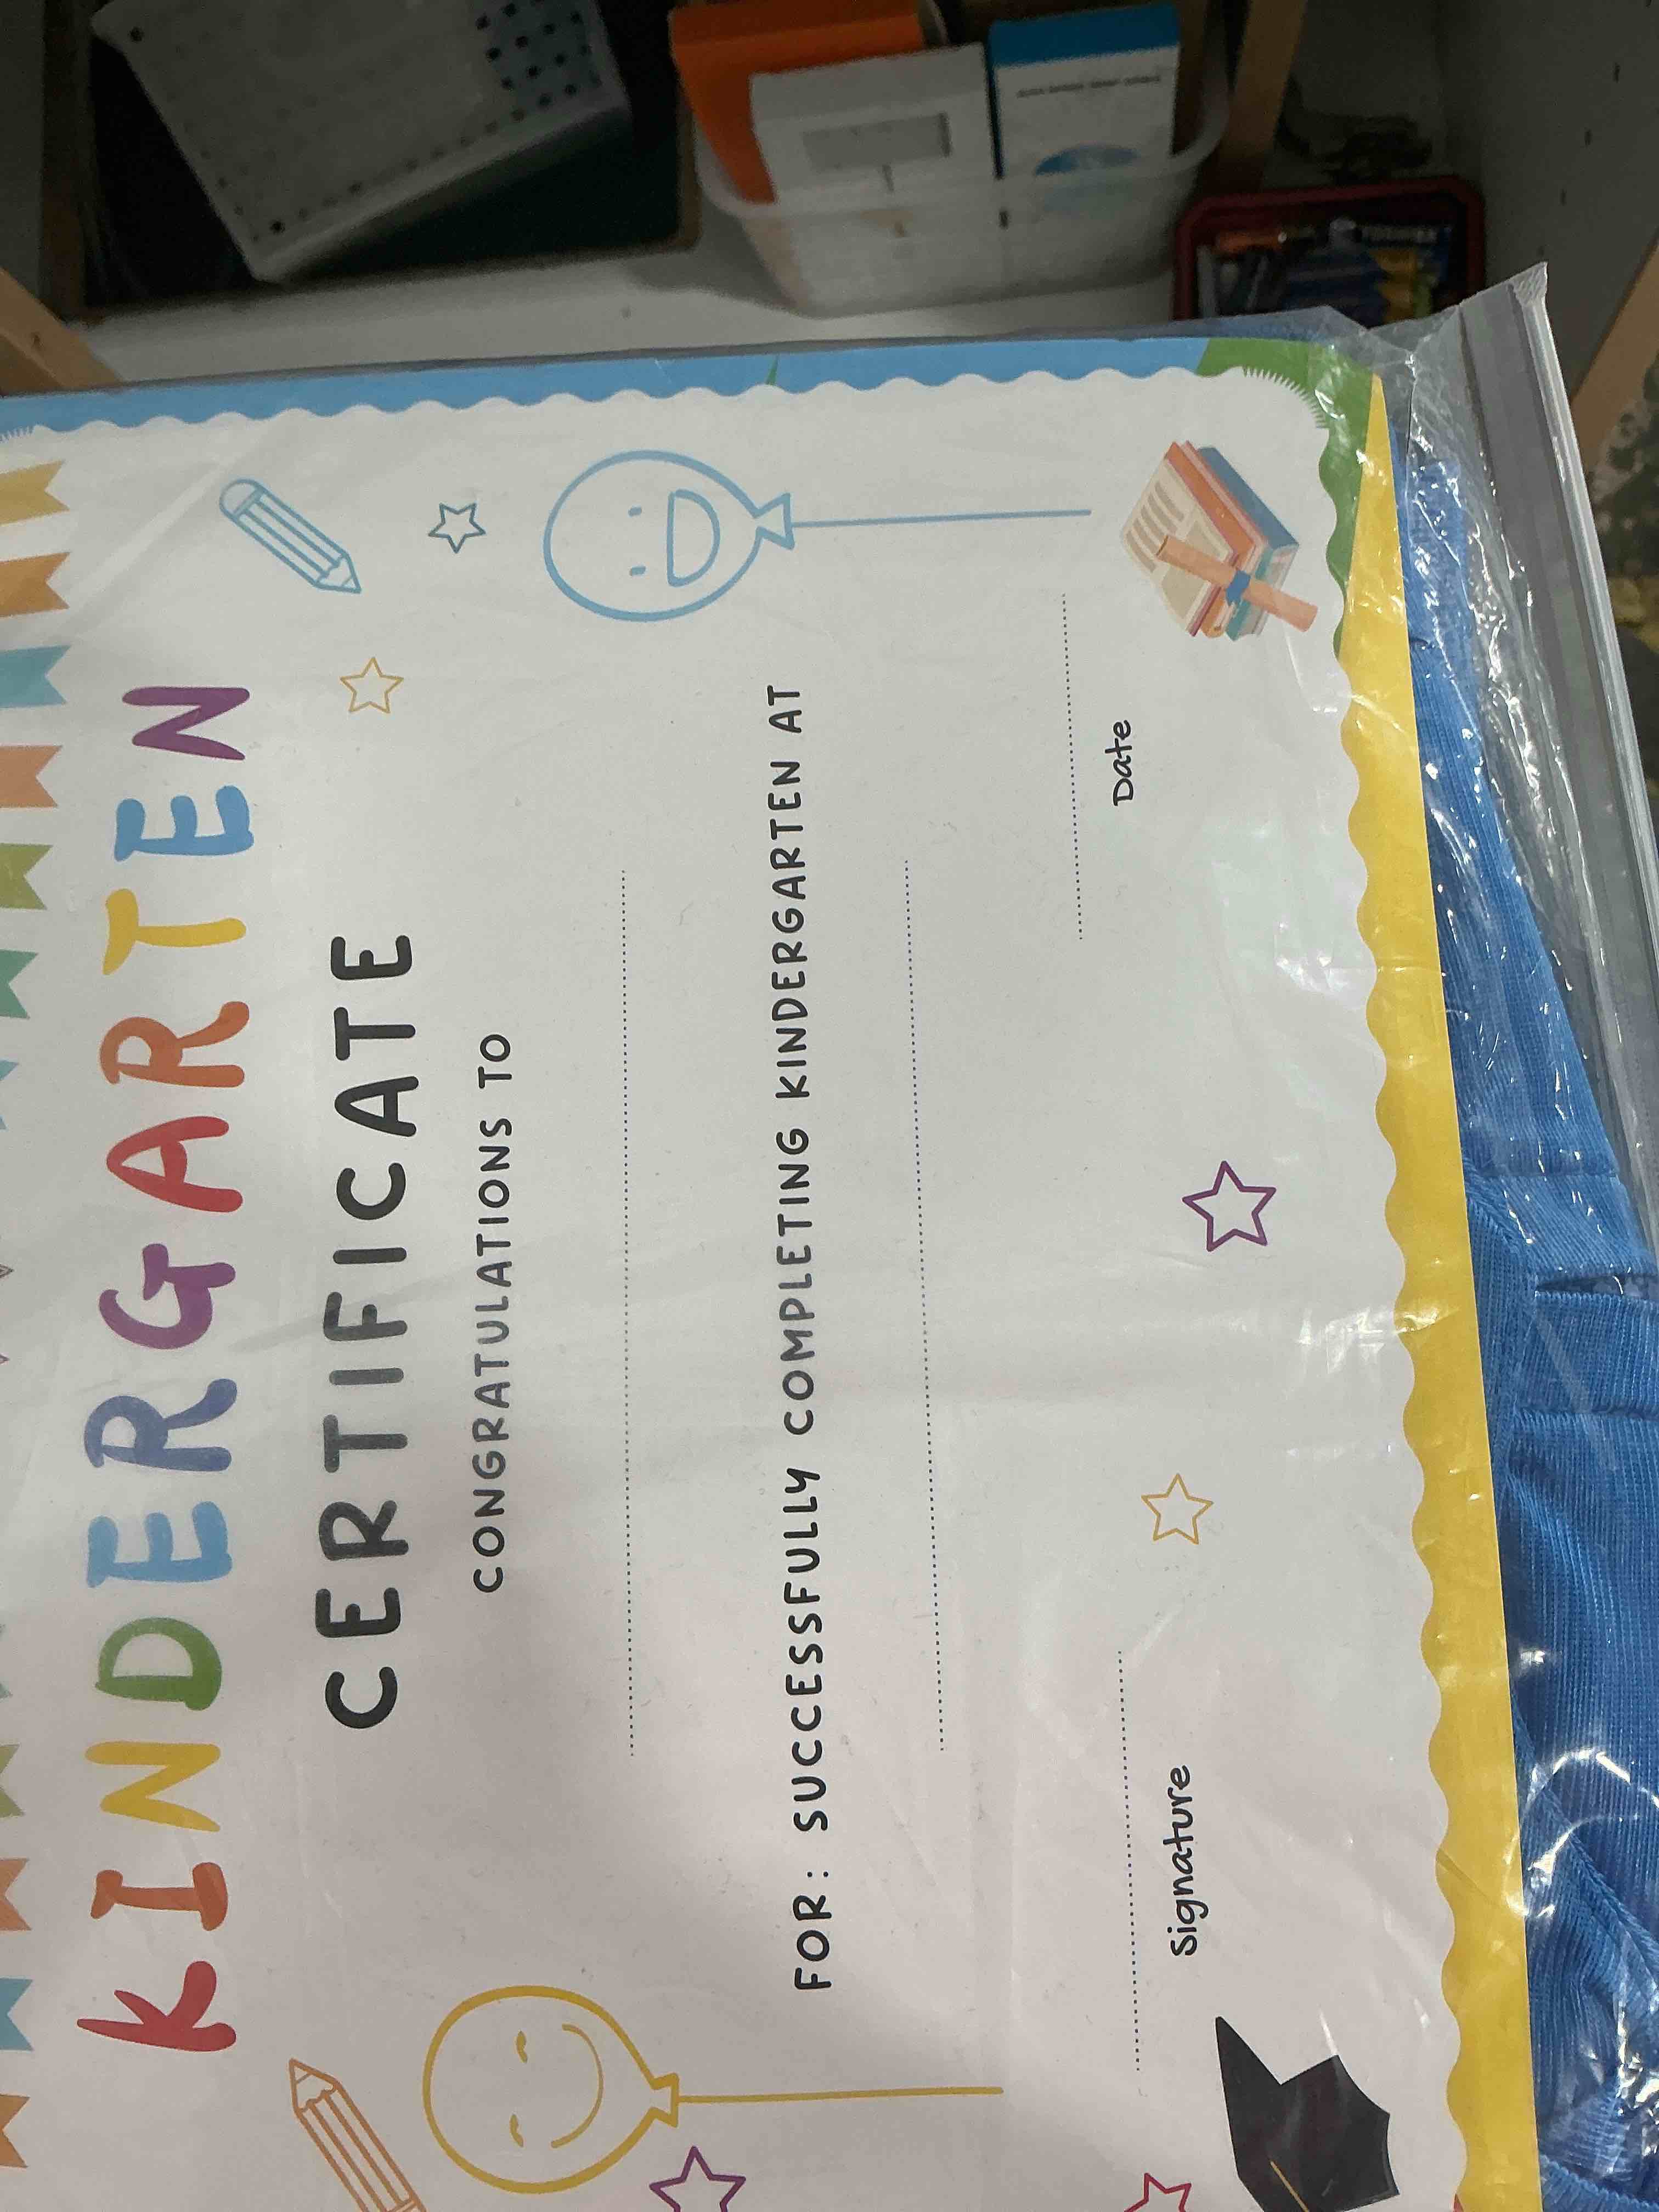 KINDERGARTEN
CERTIFICATE
CONGRATULATIONS TO
FOR: SUCCESSFULLY COMPLETING KINDERGARTEN AT
Signature
Date